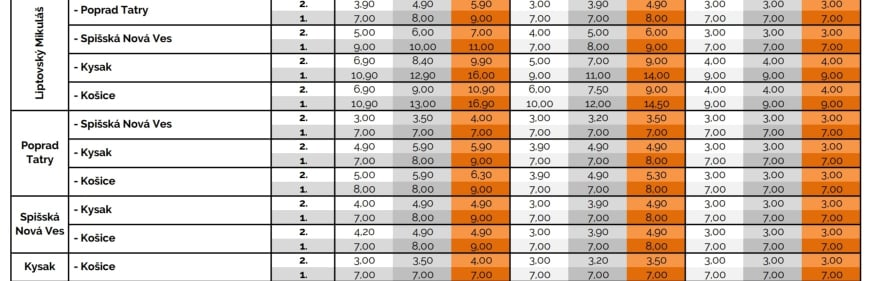 Liptovský Mikuláš
- Poprad Tatry 2. 3.90 4.90 5.90 3.00 3.90 4.90 3.00 3.00 3.00
1. 7.00 8.00 9.00 7.00 7.00 8.00 7.00 7.00 7.00
- Spišská Nová Ves 2. 5.00 6.00 7.00 4.00 5.00 6.00 3.00 3.00 3.00
1. 9.00 10.00 11.00 7.00 8.00 9.00 7.00 7.00 7.00
- Kysak 2. 6.90 8.40 9.90 5.00 7.00 9.00 4.00 4.00 4.00
1. 10.90 12.90 16.00 9.00 11.00 14.00 9.00 9.00 9.00
- Košice 2. 6.90 9.00 10.90 6.00 7.50 9.00 4.00 4.00 4.00
1. 10.90 13.00 16.90 10.00 12.00 14.50 9.00 9.00 9.00
Poprad
Tatry
- Spišská Nová Ves 2. 3.00 3.50 4.00 3.00 3.20 3.50 3.00 3.00 3.00
1. 7.00 7.00 7.00 7.00 7.00 7.00 7.00 7.00 7.00
- Kysak 2. 4.90 5.90 5.90 3.90 4.90 4.90 3.00 3.00 3.00
1. 7.00 8.00 9.00 7.00 7.00 8.00 7.00 7.00 7.00
- Košice 2. 5.00 5.90 6.30 3.90 4.90 5.30 3.00 3.00 3.00
1. 8.00 8.00 9.00 7.00 7.00 8.00 7.00 7.00 7.00
Spišská
Nová Ves
- Kysak 2. 4.00 4.90 4.90 3.00 3.90 4.90 3.00 3.00 3.00
1. 7.00 8.00 9.00 7.00 7.00 8.00 7.00 7.00 7.00
- Košice 2. 4.20 4.90 4.90 3.00 3.90 4.90 3.00 3.00 3.00
1. 7.00 8.00 9.00 7.00 7.00 8.00 7.00 7.00 7.00
Kysak
- Košice 2. 3.00 3.50 4.00 3.00 3.20 3.50 3.00 3.00 3.00
1. 7.00 7.00 7.00 7.00 7.00 7.00 7.00 7.00 7.00